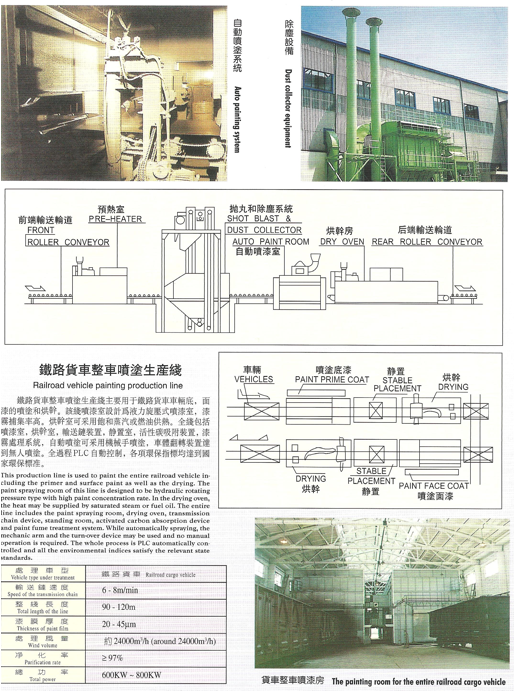 自動噴塗系統 Auto painting system
除塵設備 Dust collector equipment
前端輸送輪道
FRONT
ROLLER CONVEYOR
預熱室
PRE-HEATER
拋丸和除塵系統
SHOT BLAST &
DUST COLLECTOR
AUTO PAINT ROOM
自動噴漆室
烘幹房
DRY OVEN
后端輸送輪道
REAR ROLLER CONVEYOR
鐵路貨車整車噴塗生産綫
Railroad vehicle painting production line
鐵路貨車整車噴塗生産綫主要用于鐵路貨車車輛底、面
漆的噴塗和烘幹。該綫噴漆室設計爲液力旋壓式噴漆室，漆
霧捕集率高。烘幹室可采用飽和蒸汽或燃油供熱。全綫包括
噴漆室，烘幹室，輸送鏈裝置，静置室，活性碳吸附裝置，漆
霧處理系統，自動噴塗可采用機械手噴塗，車體翻轉裝置達
到無人噴塗。全過程PLC自動控制，各項環保指標均達到國
家環保標准。
This production line is used to paint the entire railroad vehicle in-
cluding the primer and surface paint as well as the drying. The
paint spraying room of this line is designed to be hydraulic rotating
pressure type with high paint concentration rate. In the drying oven,
the heat may be supplied by saturated steam or fuel oil. The entire
line includes the paint spraying room, drying oven, transmission
chain device, standing room, activated carbon absorption device
and paint fume treatment system. While automatically spraying, the
mechanic arm and the turn-over device may be used and no manual
operation is required. The whole process is PLC automatically con-
trolled and all the environmental indices satisfy the relevant state
standards.
車輛
VEHICLES
噴塗底漆
PAINT PRIME COAT
静置
STABLE
PLACEMENT
烘幹
DRYING
DRYING
烘幹
STABLE
PLACEMENT
静置
PAINT FACE COAT
噴塗面漆
處理車型
Vehicle type under treatment
鐵路貨車 Railroad cargo vehicle
輸送鏈速度
Speed of the transmission chain
6 - 8m/min
整綫長度
Total length of the line
90 - 120m
漆膜厚度
Thickness of paint film
20 - 45μm
處理風量
Wind volume
約24000m³/h (around 24000m³/h)
净化率
Purification rate
≥97%
總功率
Total power
600KW ~ 800KW
貨車整車噴漆房 The painting room for the entire railroad cargo vehicle